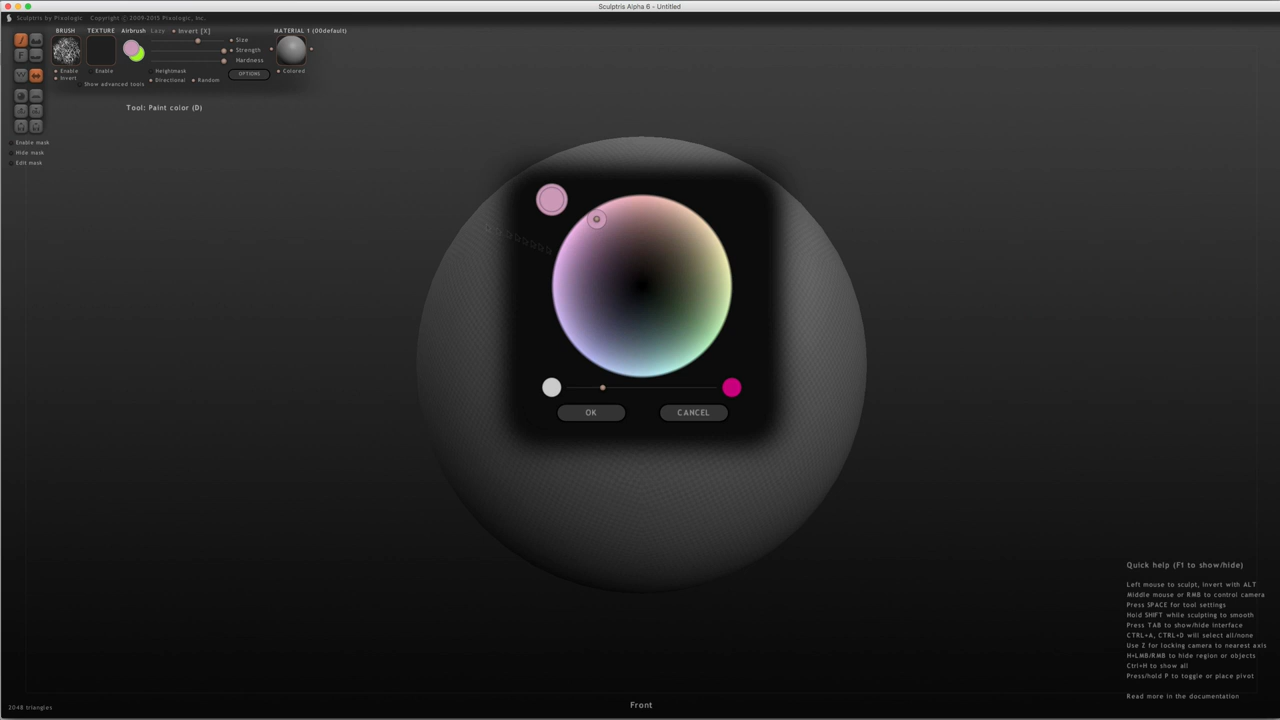 Sculptris Alpha 6 - Untitled
Sculptris by Pixologic Copyright ©2009-2015 Pixologic, Inc.
BRUSH TEXTURE Airbrush Lazy Invert [X] MATERIAL 1 (00default)
Size
Strength
Hardness
Enable Enable Heightmask OPTIONS Colored
Invert Directional Random
Show advanced tools
Tool: Paint color (D)
F
W
Enable mask
Hide mask
Edit mask
OK CANCEL
Quick help (F1 to show/hide)
Left mouse to sculpt, invert with ALT
Middle mouse or RMB to control camera
Press SPACE for tool settings
Hold SHIFT while sculpting to smooth
Press TAB to show/hide interface
CTRL+A, CTRL+D will select all/none
Use Z for locking camera to nearest axis
H+LMB/RMB to hide region or objects
Ctrl+H to show all
Press/hold P to toggle or place pivot
Read more in the documentation
Front
2048 triangles